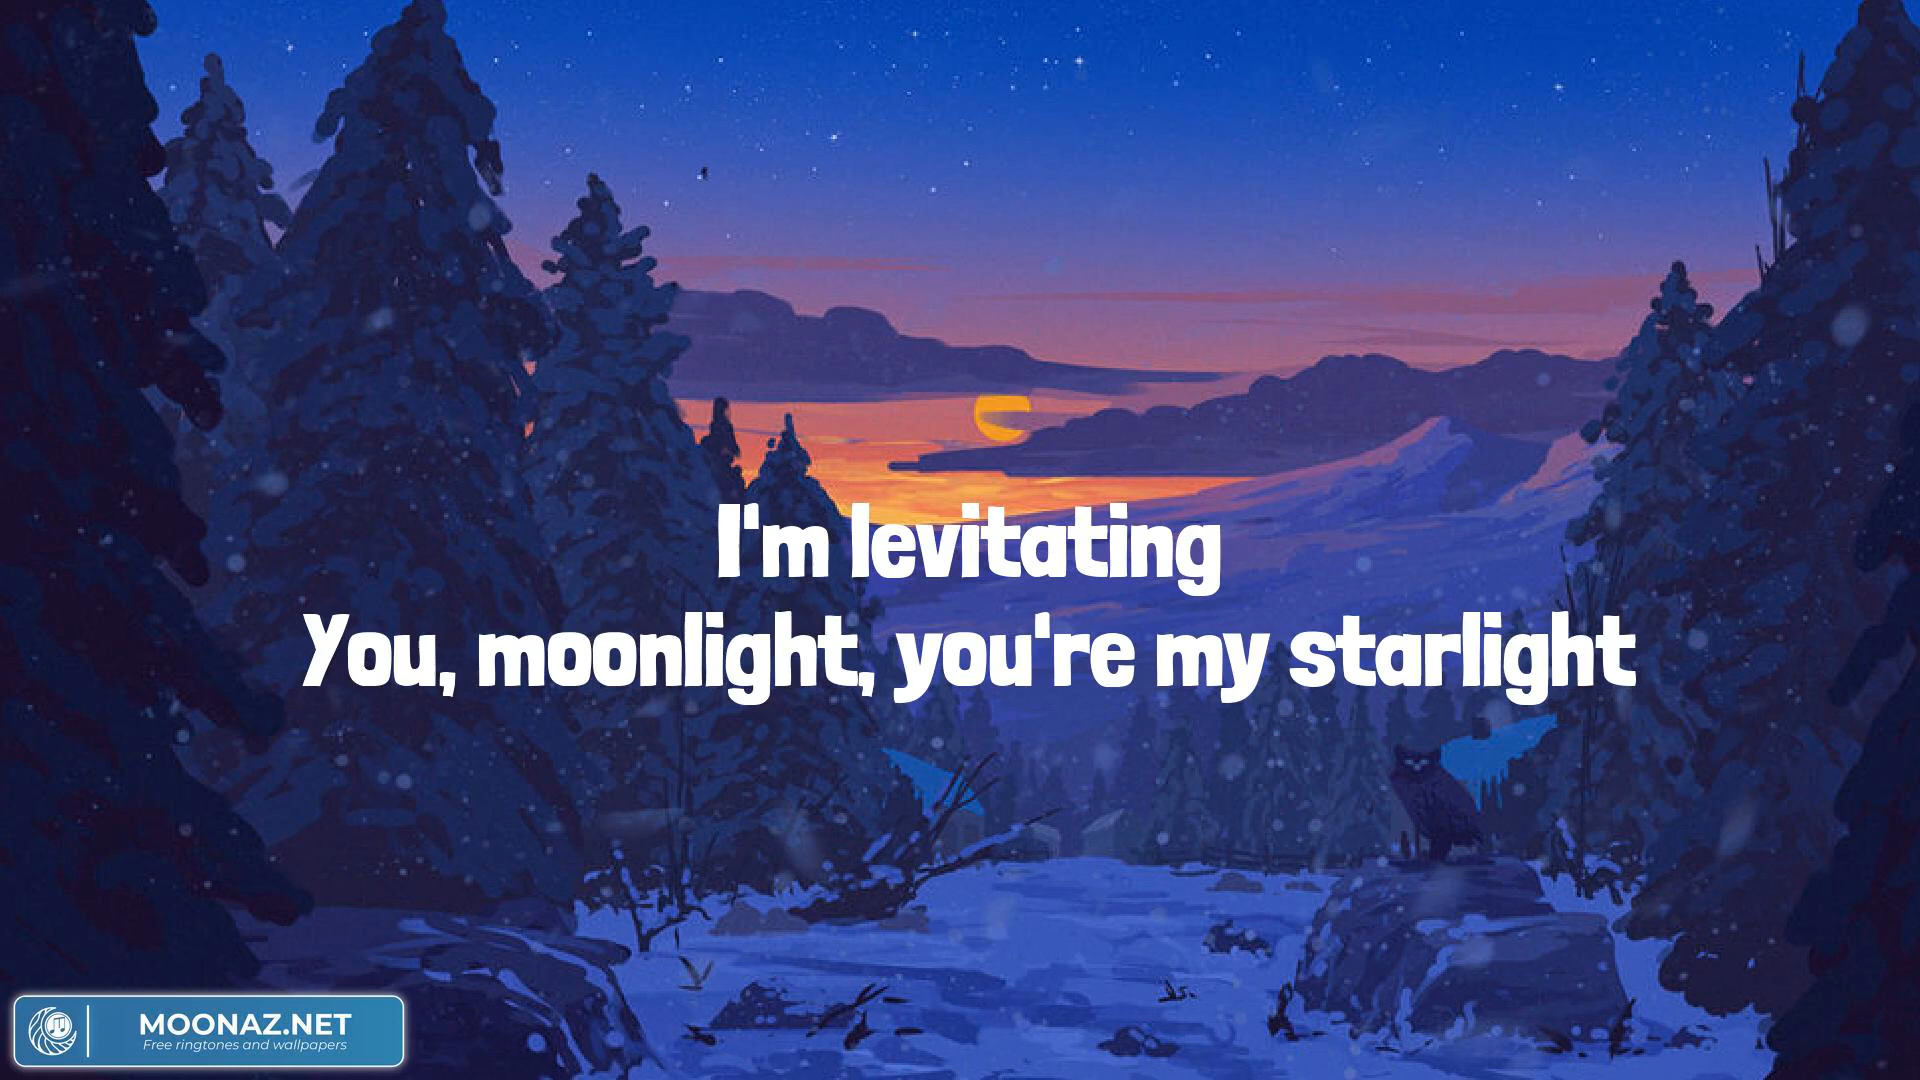 I'm levitating
You, moonlight, you're my starlight
MOONAZ.NET
Free ringtones and wallpapers